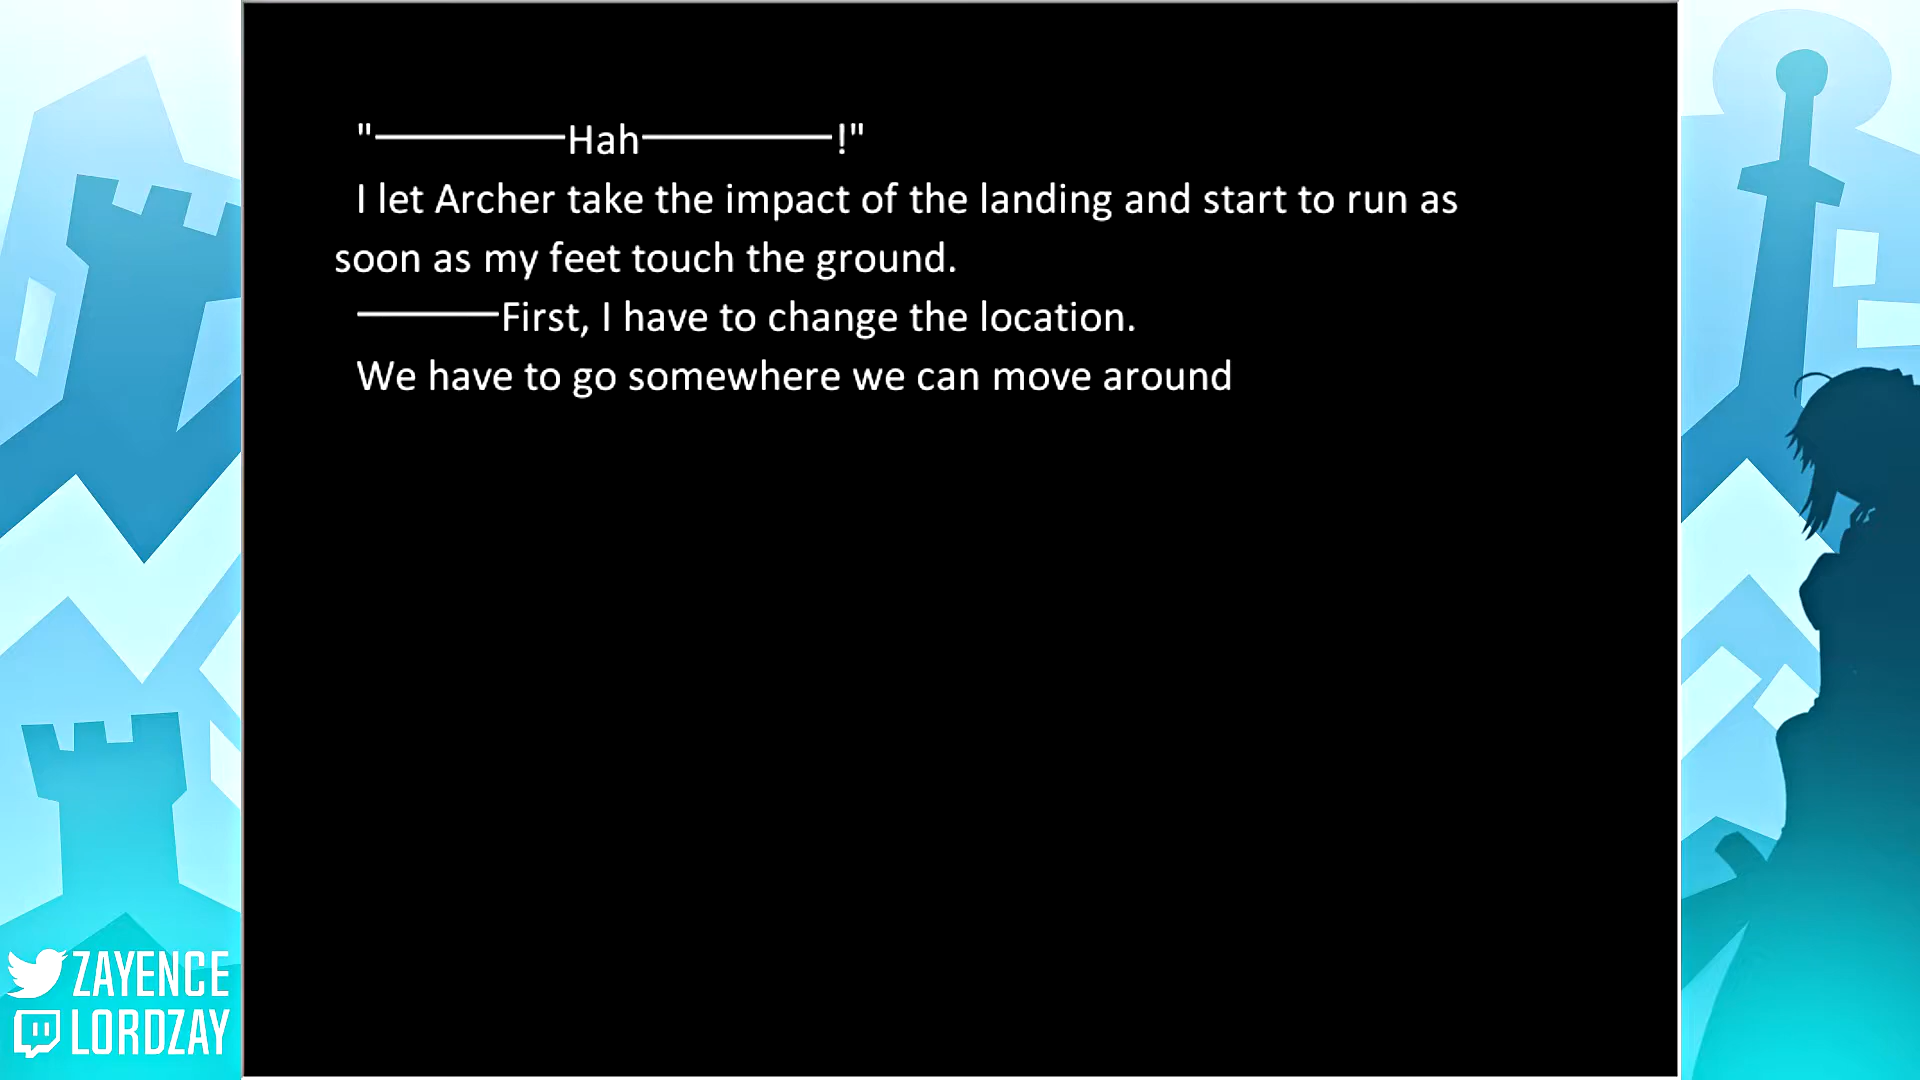 "————Hah————!"
I let Archer take the impact of the landing and start to run as
soon as my feet touch the ground.
———First, I have to change the location.
We have to go somewhere we can move around
ZAYENCE
LORDZAY